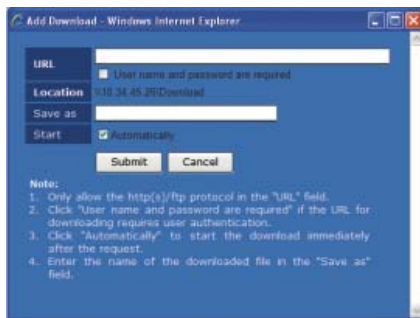 Add Download - Windows Internet Explorer
URL
User name and password are required
Location \\10.34.45.26\Download
Save as
Start Automatically
Submit Cancel
Note:
1. Only allow the http(s)/ftp protocol in the "URL" field.
2. Click "User name and password are required" if the URL for
downloading requires user authentication.
3. Click "Automatically" to start the download immediately
after the request.
4. Enter the name of the downloaded file in the "Save as"
field.